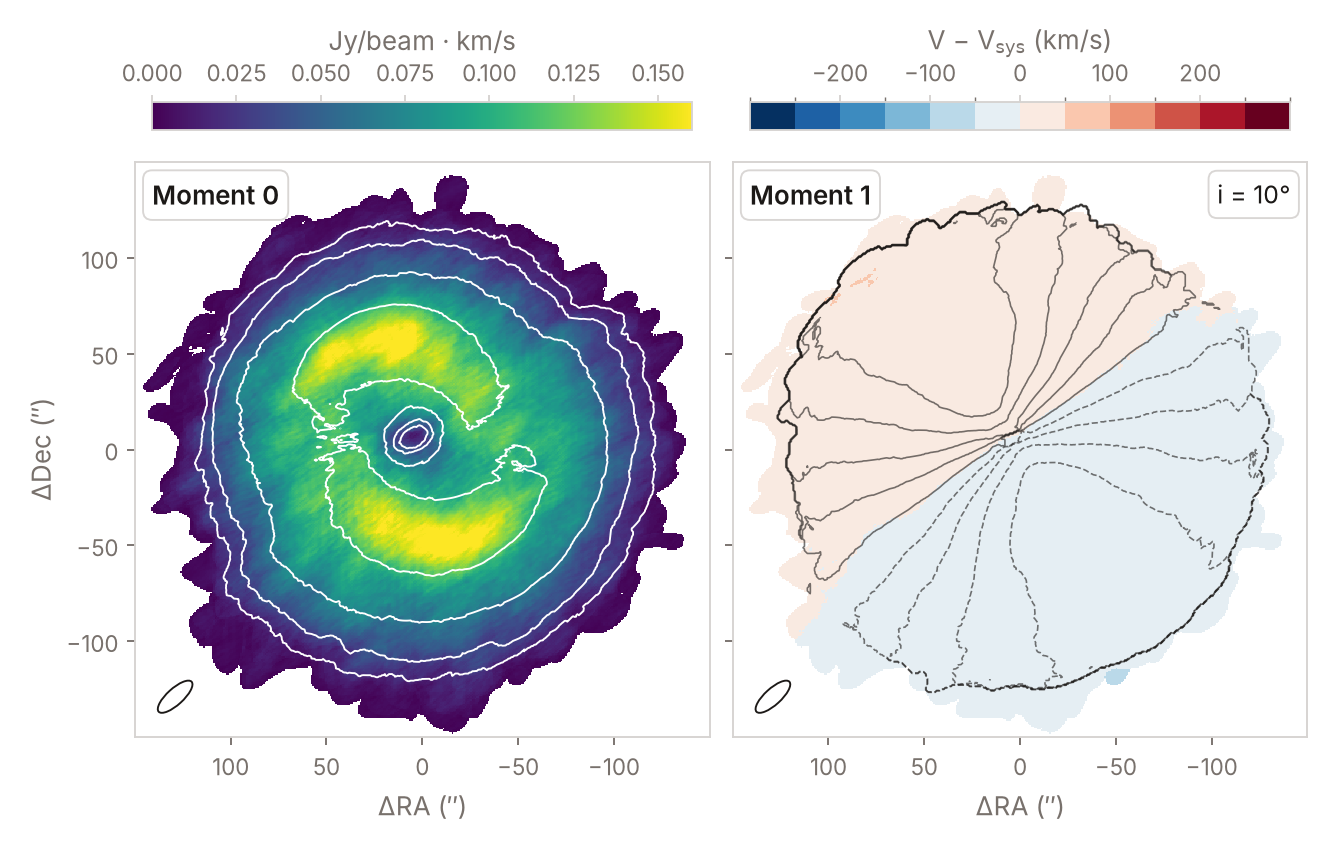 Jy/beam · km/s
0.000 0.025 0.050 0.075 0.100 0.125 0.150
V − Vsys (km/s)
−200 −100 0 100 200
Moment 0
Moment 1
i = 10°
100
50
0
−50
−100
ΔDec (″)
100 50 0 −50 −100
ΔRA (″)
100 50 0 −50 −100
ΔRA (″)